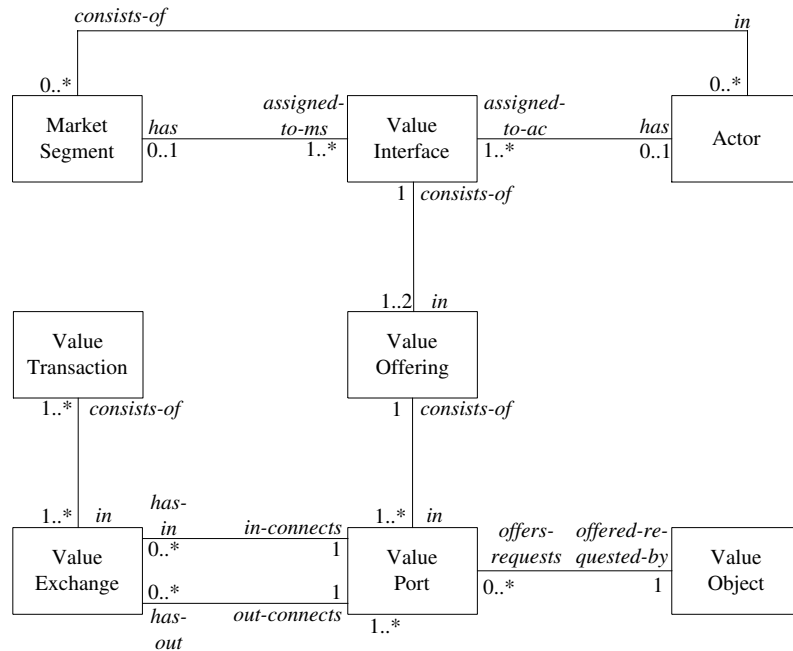 consists-of
in
0..*
0..*
Market
Segment
has
0..1
assigned-
to-ms
1..*
Value
Interface
assigned-
to-ac
1..*
has
0..1
Actor
1
consists-of
1..2
in
Value
Transaction
Value
Offering
1..*
consists-of
1
consists-of
1..*
in
has-
in
0..*
in-connects
1
1..*
in
offers-
requests
0..*
offered-re-
quested-by
1
Value
Exchange
Value
Port
Value
Object
0..*
has-
out
1
out-connects
1..*